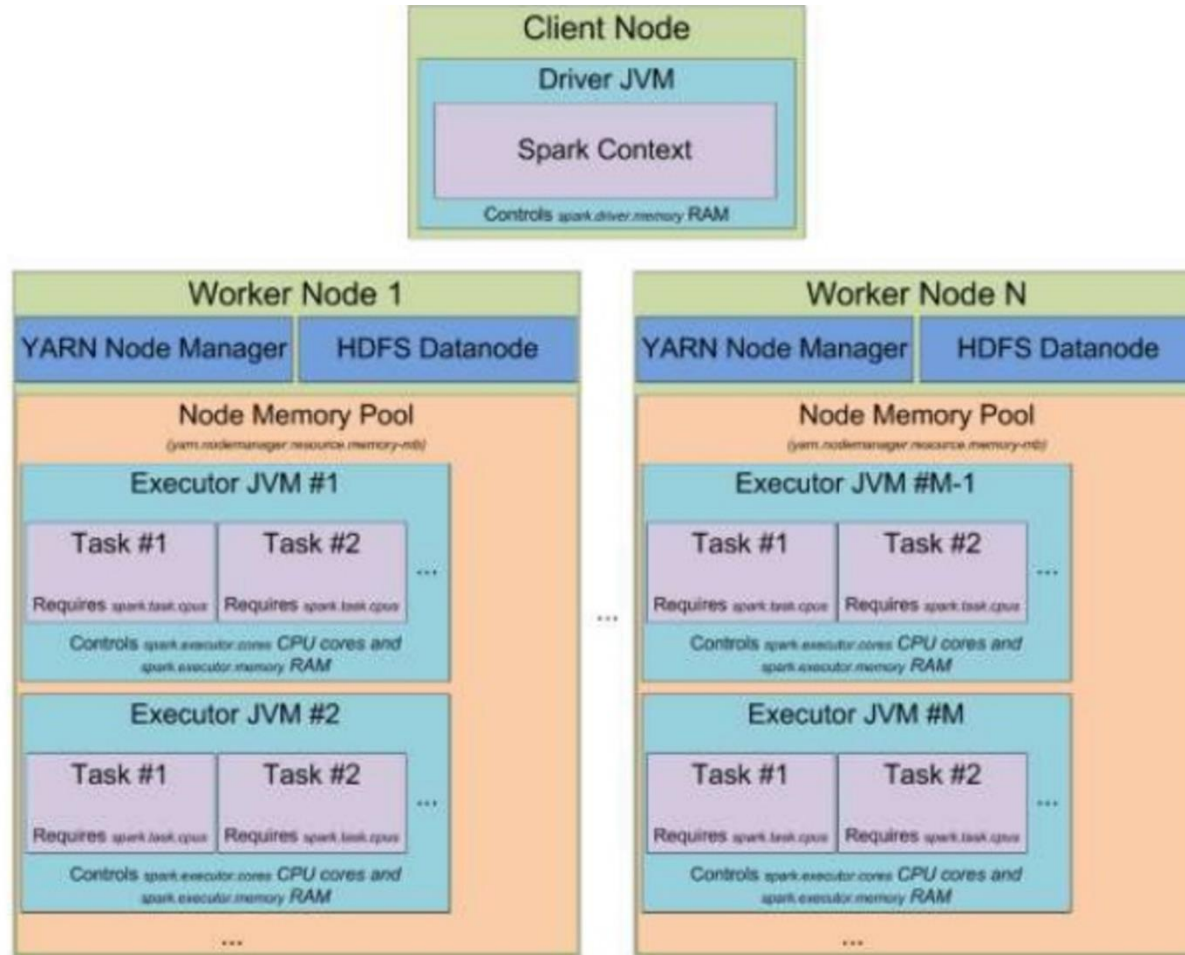 Client Node
Driver JVM
Spark Context
Controls spark.driver.memory RAM
Worker Node 1
YARN Node Manager
HDFS Datanode
Node Memory Pool
(yarn.nodemanager.resource.memory-mb)
Executor JVM #1
Task #1
Task #2
...
Requires spark.task.cpus
Requires spark.task.cpus
Controls spark.executor.cores CPU cores and
spark.executor.memory RAM
Executor JVM #2
Task #1
Task #2
...
Requires spark.task.cpus
Requires spark.task.cpus
Controls spark.executor.cores CPU cores and
spark.executor.memory RAM
...
...
Worker Node N
YARN Node Manager
HDFS Datanode
Node Memory Pool
(yarn.nodemanager.resource.memory-mb)
Executor JVM #M-1
Task #1
Task #2
...
Requires spark.task.cpus
Requires spark.task.cpus
Controls spark.executor.cores CPU cores and
spark.executor.memory RAM
Executor JVM #M
Task #1
Task #2
...
Requires spark.task.cpus
Requires spark.task.cpus
Controls spark.executor.cores CPU cores and
spark.executor.memory RAM
...